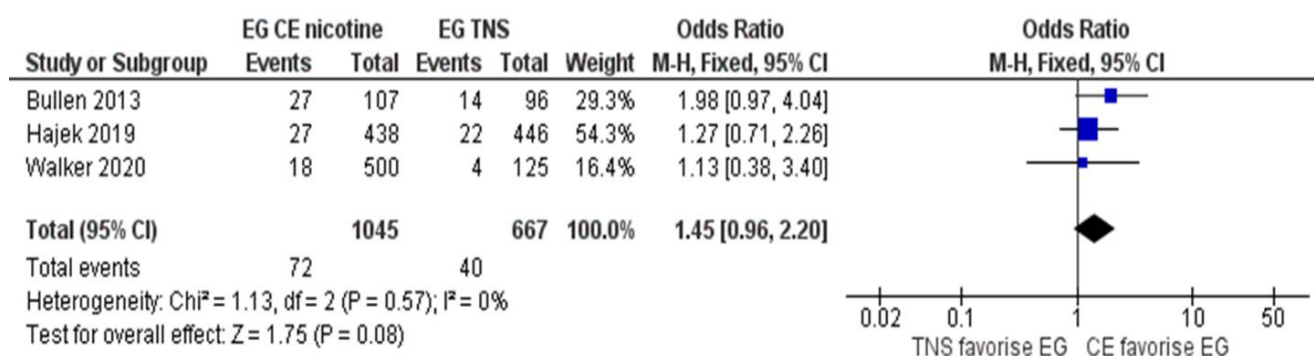 EG CE nicotine EG TNS Odds Ratio Odds Ratio
Study or Subgroup Events Total Events Total Weight M-H, Fixed, 95% CI M-H, Fixed, 95% CI
Bullen 2013 27 107 14 96 29.3% 1.98 [0.97, 4.04]
Hajek 2019 27 438 22 446 54.3% 1.27 [0.71, 2.26]
Walker 2020 18 500 4 125 16.4% 1.13 [0.38, 3.40]
Total (95% CI) 1045 667 100.0% 1.45 [0.96, 2.20]
Total events 72 40
Heterogeneity: Chi² = 1.13, df = 2 (P = 0.57); I² = 0%
Test for overall effect: Z = 1.75 (P = 0.08)
0.02 0.1 1 10 50
TNS favorise EG CE favorise EG